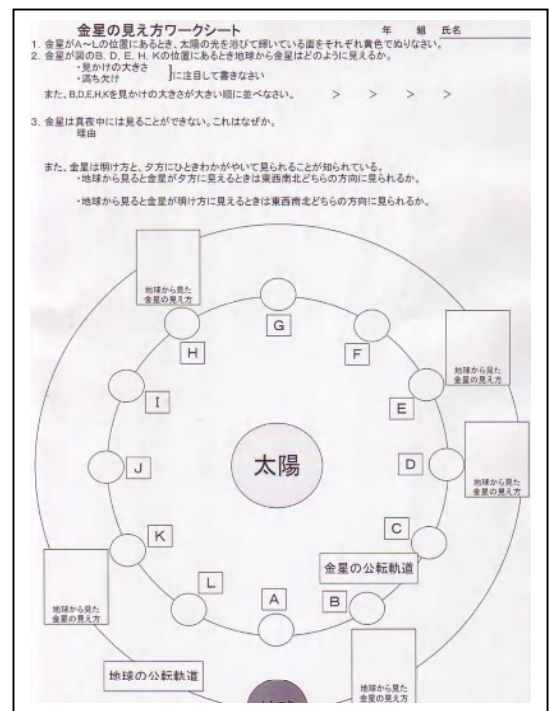 金星の見え方ワークシート 年 組 氏名
1. 金星がA～Lの位置にあるとき、太陽の光を浴びて輝いている面をそれぞれ黄色でぬりなさい。
2. 金星が図のB, D, E, H, Kの位置にあるとき地球から金星はどのように見えるか。
・見かけの大きさ
・満ち欠け }に注目して書きなさい
また、B,D,E,H,Kを見かけの大きさが大きい順に並べなさい。 ＞ ＞ ＞ ＞
3. 金星は真夜中には見ることができない。これはなぜか。
理由
また、金星は明け方と、夕方にひときわかがやいて見られることが知られている。
・地球から見ると金星が夕方に見えるときは東西南北どちらの方向に見られるか。
・地球から見ると金星が明け方に見えるときは東西南北どちらの方向に見られるか。
地球から見た
金星の見え方
G
H
F
地球から見た
金星の見え方
I
E
太陽
J
D
地球から見た
金星の見え方
K
C
金星の公転軌道
L
A
B
地球から見た
金星の見え方
地球の公転軌道
地球から見た
金星の見え方